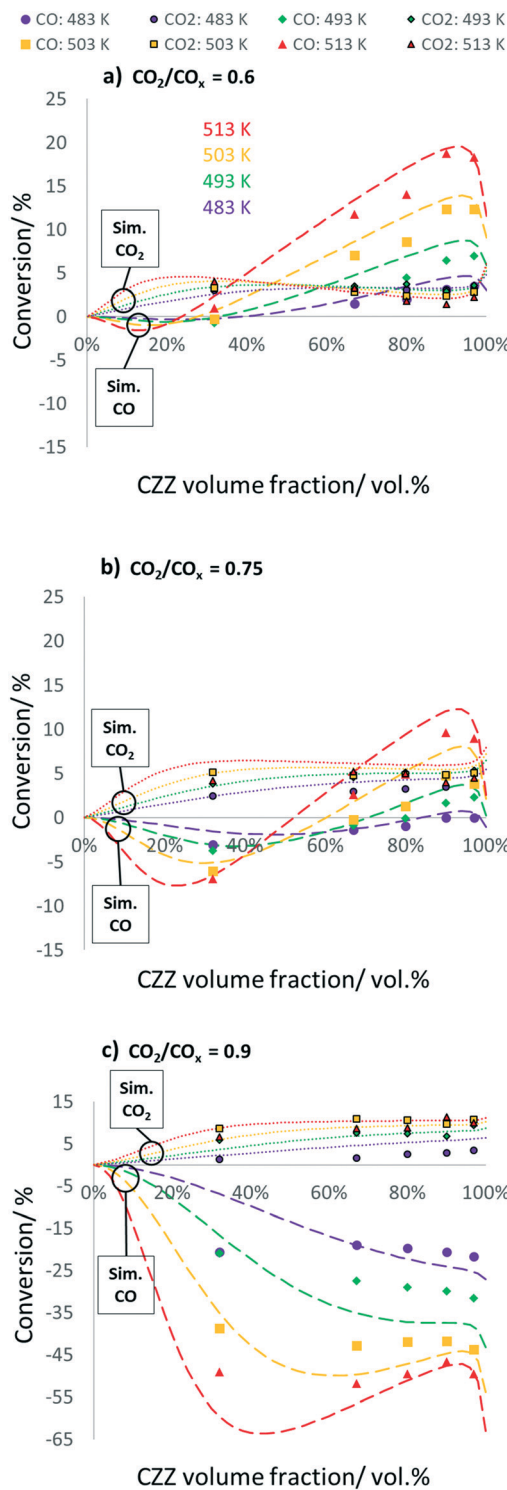 CO: 483 K CO2: 483 K CO: 493 K CO2: 493 K
CO: 503 K CO2: 503 K CO: 513 K CO2: 513 K
a) CO₂/COₓ = 0.6
25
20
15
10
5
0
-5
-10
-15
513 K
503 K
493 K
483 K
Sim.
CO₂
Sim.
CO
0% 20% 40% 60% 80% 100%
Conversion/ %
CZZ volume fraction/ vol.%
b) CO₂/COₓ = 0.75
25
20
15
10
5
0
-5
-10
-15
Sim.
CO₂
Sim.
CO
0% 20% 40% 60% 80% 100%
Conversion/ %
CZZ volume fraction/ vol.%
c) CO₂/COₓ = 0.9
15
5
-5
-15
-25
-35
-45
-55
-65
Sim.
CO₂
Sim.
CO
0% 20% 40% 60% 80% 100%
Conversion/ %
CZZ volume fraction/ vol.%